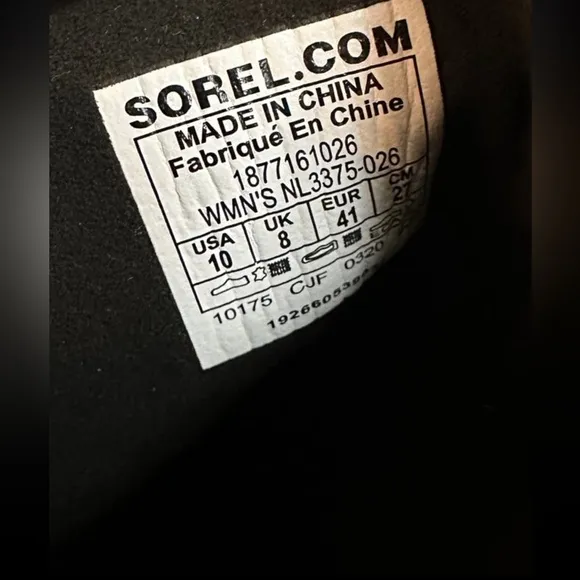 SOREL.COM
MADE IN CHINA
Fabriqué En Chine
1877161026
WMN'S NL3375-026
USA UK EUR CM
10 8 41 27
10175 CJF 0320